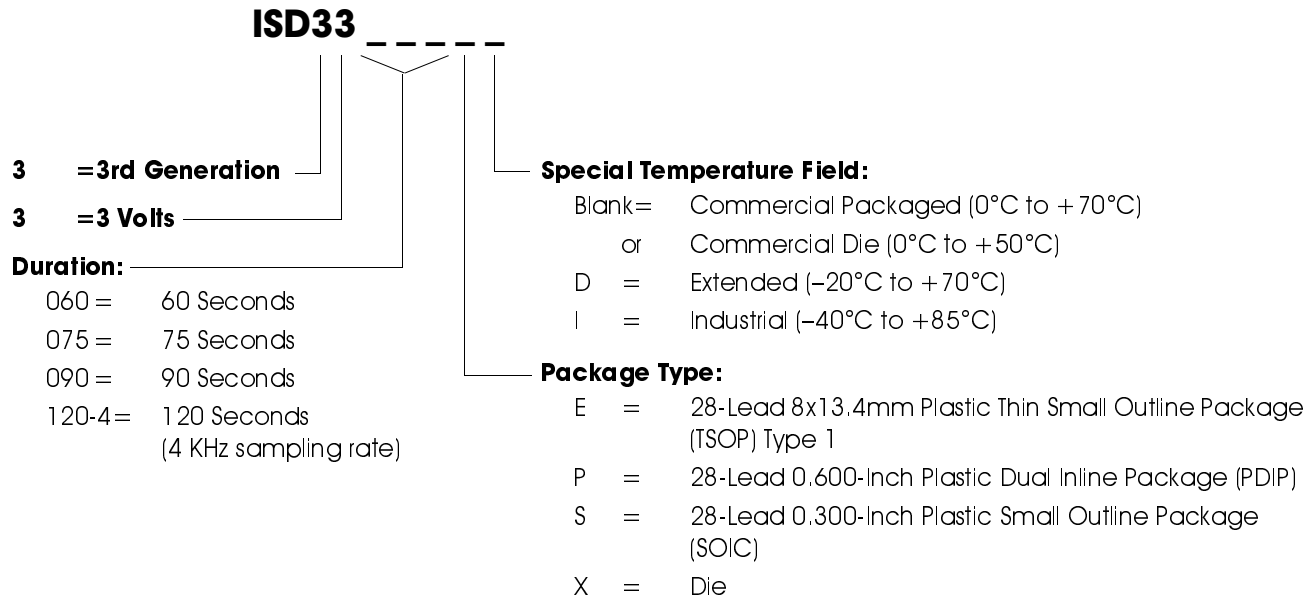 ISD33 _ _ _ _ _
3 =3rd Generation
3 =3 Volts
Duration:
060 = 60 Seconds
075 = 75 Seconds
090 = 90 Seconds
120-4= 120 Seconds
(4 KHz sampling rate)
Special Temperature Field:
Blank= Commercial Packaged (0°C to +70°C)
or Commercial Die (0°C to +50°C)
D = Extended (–20°C to +70°C)
I = Industrial (–40°C to +85°C)
Package Type:
E = 28-Lead 8x13.4mm Plastic Thin Small Outline Package
(TSOP) Type 1
P = 28-Lead 0.600-Inch Plastic Dual Inline Package (PDIP)
S = 28-Lead 0.300-Inch Plastic Small Outline Package
(SOIC)
X = Die